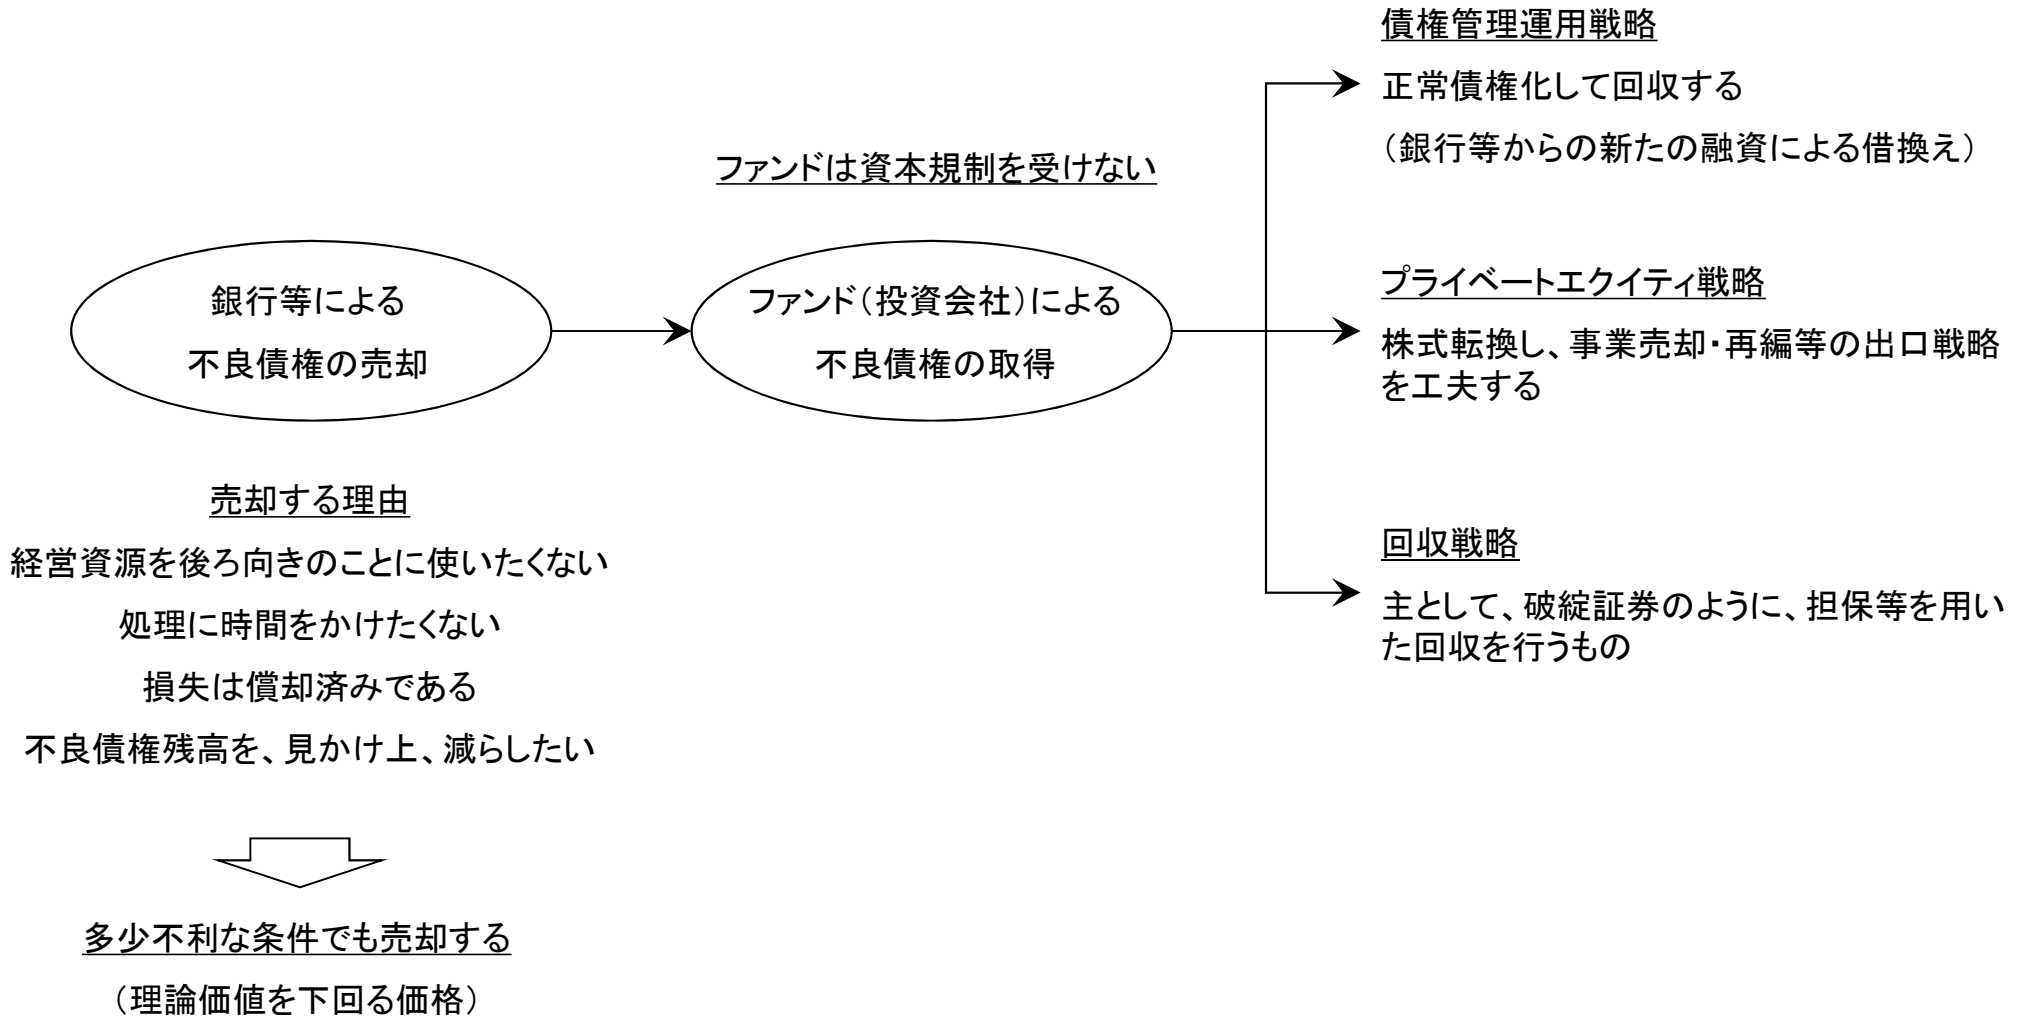 債権管理運用戦略
正常債権化して回収する
（銀行等からの新たの融資による借換え）
ファンドは資本規制を受けない
銀行等による
不良債権の売却
ファンド（投資会社）による
不良債権の取得
プライベートエクイティ戦略
株式転換し、事業売却・再編等の出口戦略
を工夫する
売却する理由
経営資源を後ろ向きのことに使いたくない
処理に時間をかけたくない
損失は償却済みである
不良債権残高を、見かけ上、減らしたい
回収戦略
主として、破綻証券のように、担保等を用い
た回収を行うもの
多少不利な条件でも売却する
（理論価値を下回る価格）